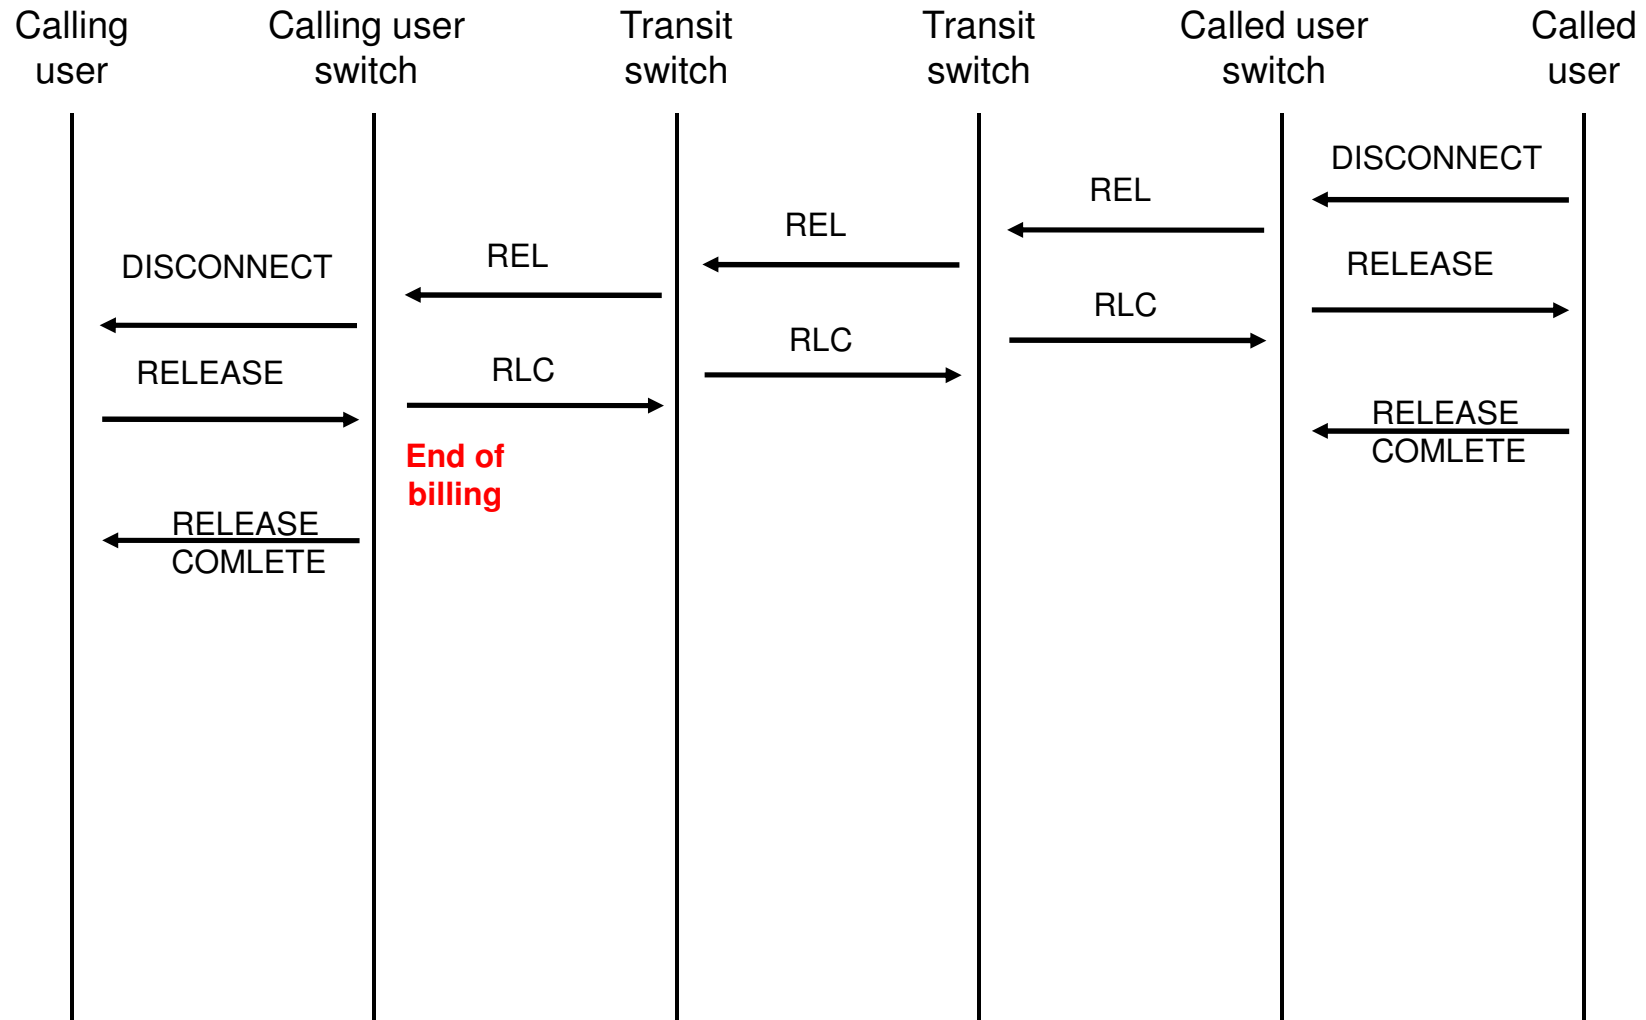 Calling
user
Calling user
switch
Transit
switch
Transit
switch
Called user
switch
Called
user
DISCONNECT
REL
REL
REL
DISCONNECT
RELEASE
RLC
RLC
RLC
RELEASE
RELEASE
COMLETE
End of
billing
RELEASE
COMLETE